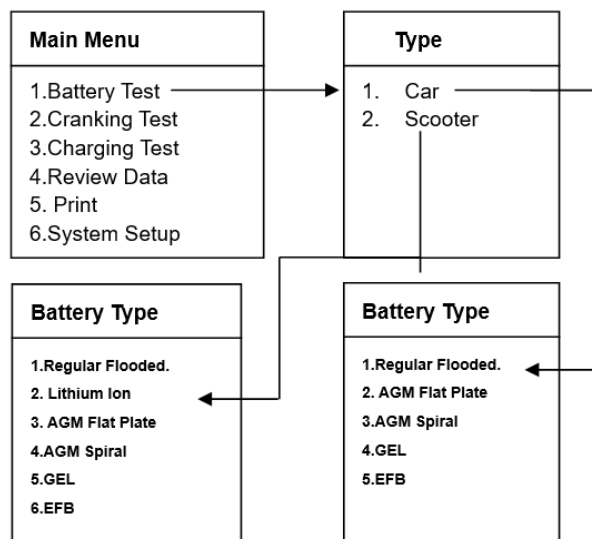 Main Menu
1.Battery Test
2.Cranking Test
3.Charging Test
4.Review Data
5. Print
6.System Setup
Type
1. Car
2. Scooter
Battery Type
1.Regular Flooded.
2. Lithium Ion
3. AGM Flat Plate
4.AGM Spiral
5.GEL
6.EFB
Battery Type
1.Regular Flooded.
2. AGM Flat Plate
3.AGM Spiral
4.GEL
5.EFB